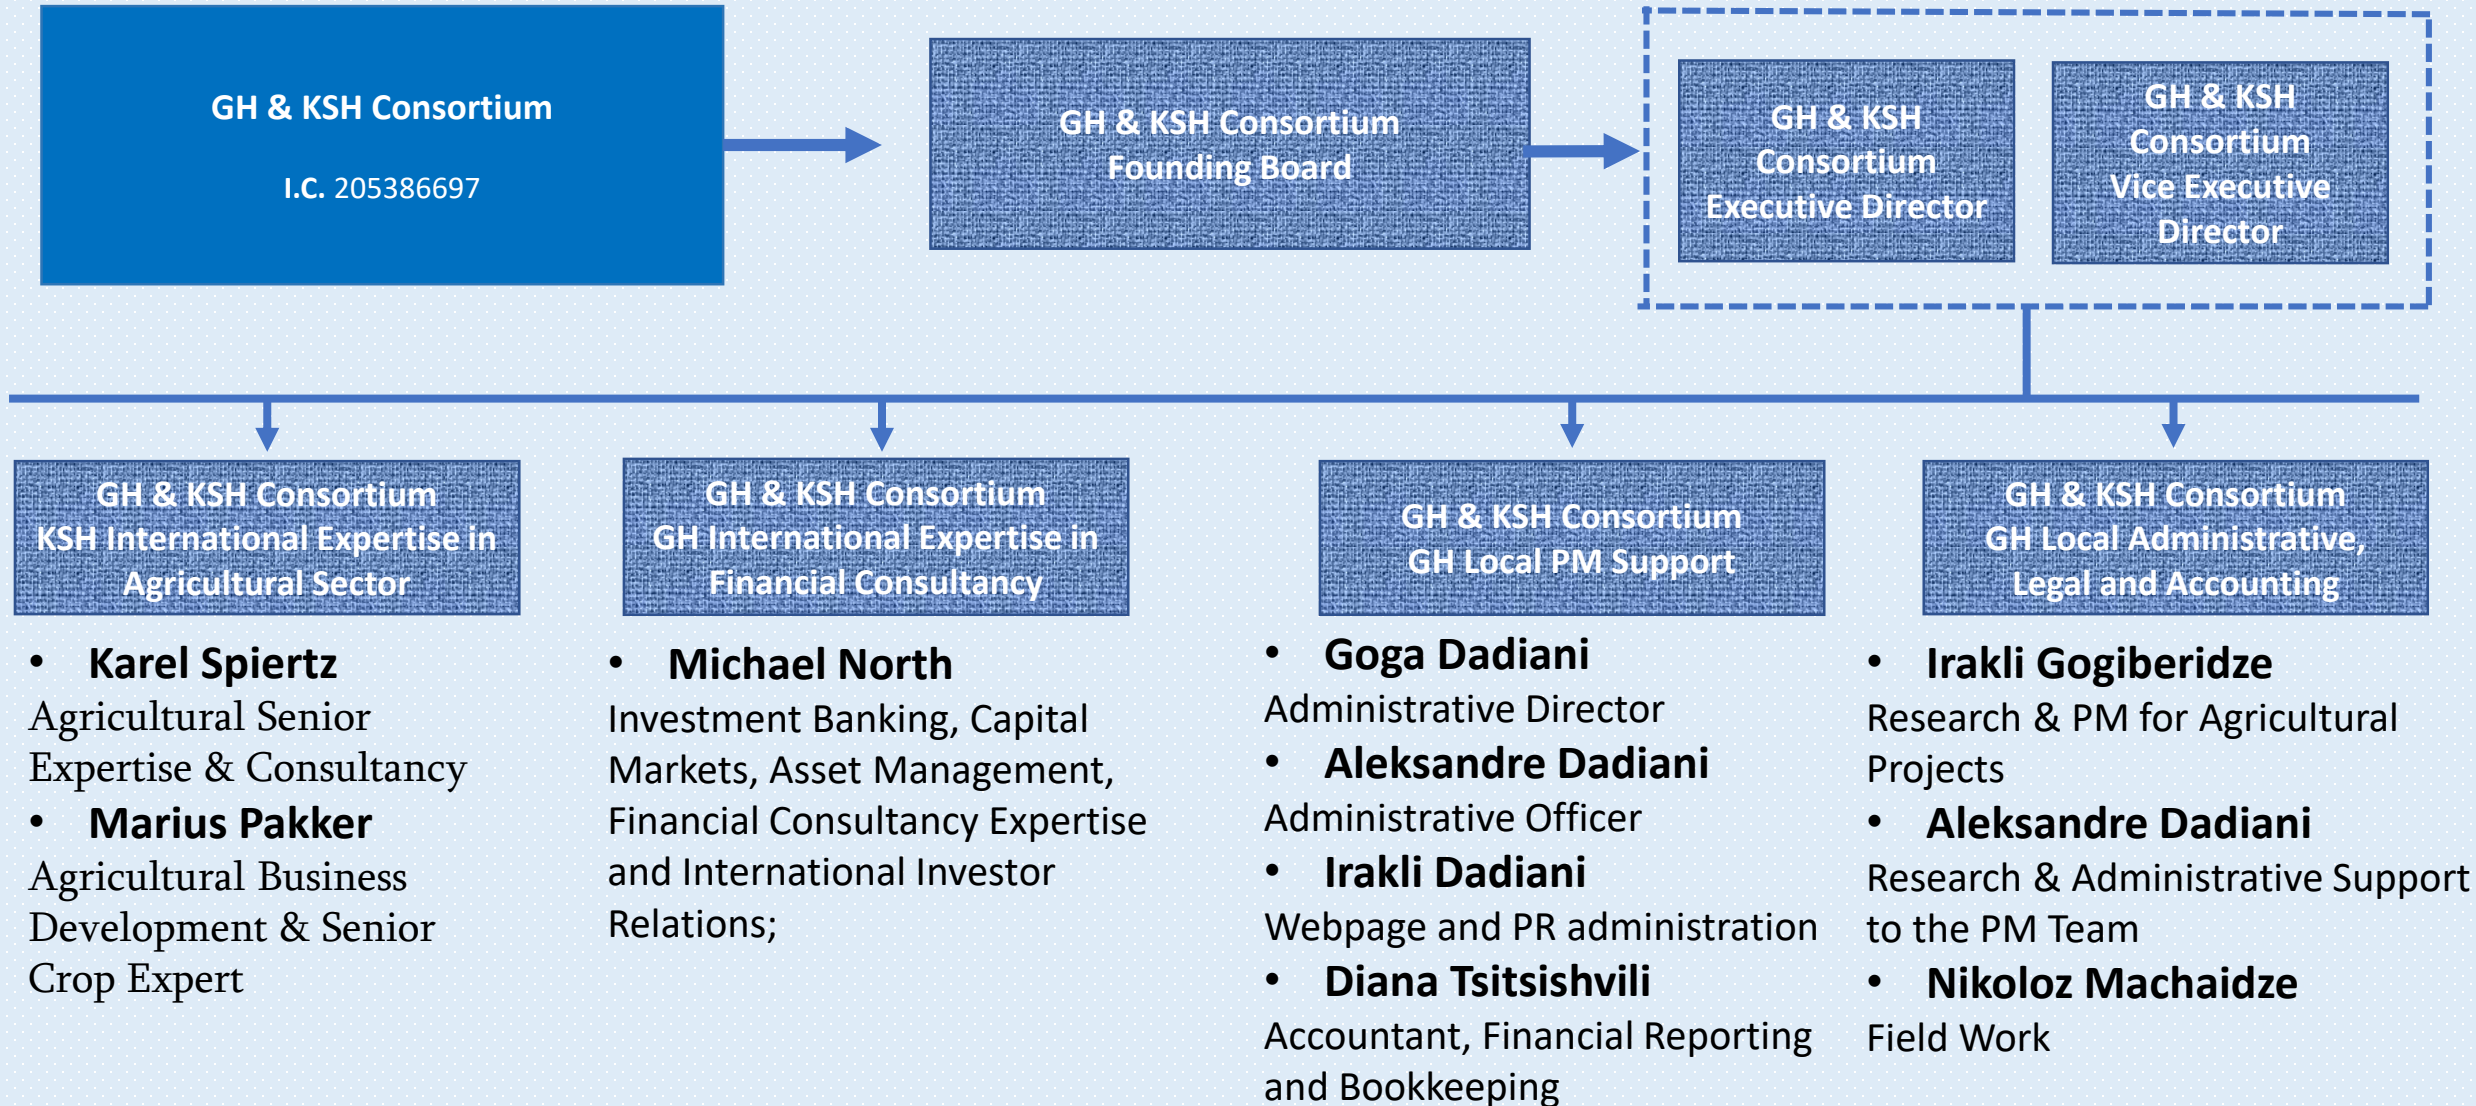 GH & KSH Consortium
I.C. 205386697
GH & KSH Consortium
Founding Board
GH & KSH
Consortium
Executive Director
GH & KSH
Consortium
Vice Executive
Director
GH & KSH Consortium
KSH International Expertise in
Agricultural Sector
• Karel Spiertz
Agricultural Senior
Expertise & Consultancy
• Marius Pakker
Agricultural Business
Development & Senior
Crop Expert
GH & KSH Consortium
GH International Expertise in
Financial Consultancy
• Michael North
Investment Banking, Capital
Markets, Asset Management,
Financial Consultancy Expertise
and International Investor
Relations;
GH & KSH Consortium
GH Local PM Support
• Goga Dadiani
Administrative Director
• Aleksandre Dadiani
Administrative Officer
• Irakli Dadiani
Webpage and PR administration
• Diana Tsitsishvili
Accountant, Financial Reporting
and Bookkeeping
GH & KSH Consortium
GH Local Administrative,
Legal and Accounting
• Irakli Gogiberidze
Research & PM for Agricultural
Projects
• Aleksandre Dadiani
Research & Administrative Support
to the PM Team
• Nikoloz Machaidze
Field Work